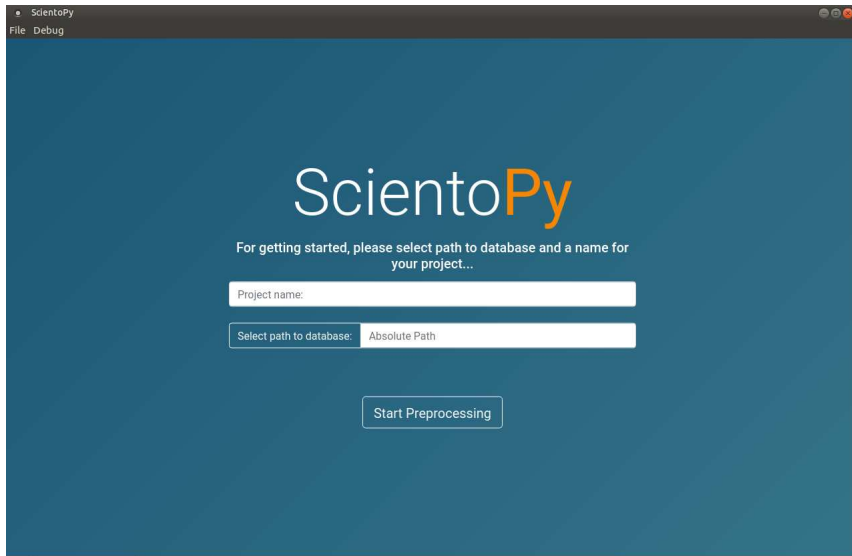 ScientoPy
File Debug
ScientoPy
For getting started, please select path to database and a name for
your project...
Project name:
Select path to database: Absolute Path
Start Preprocessing